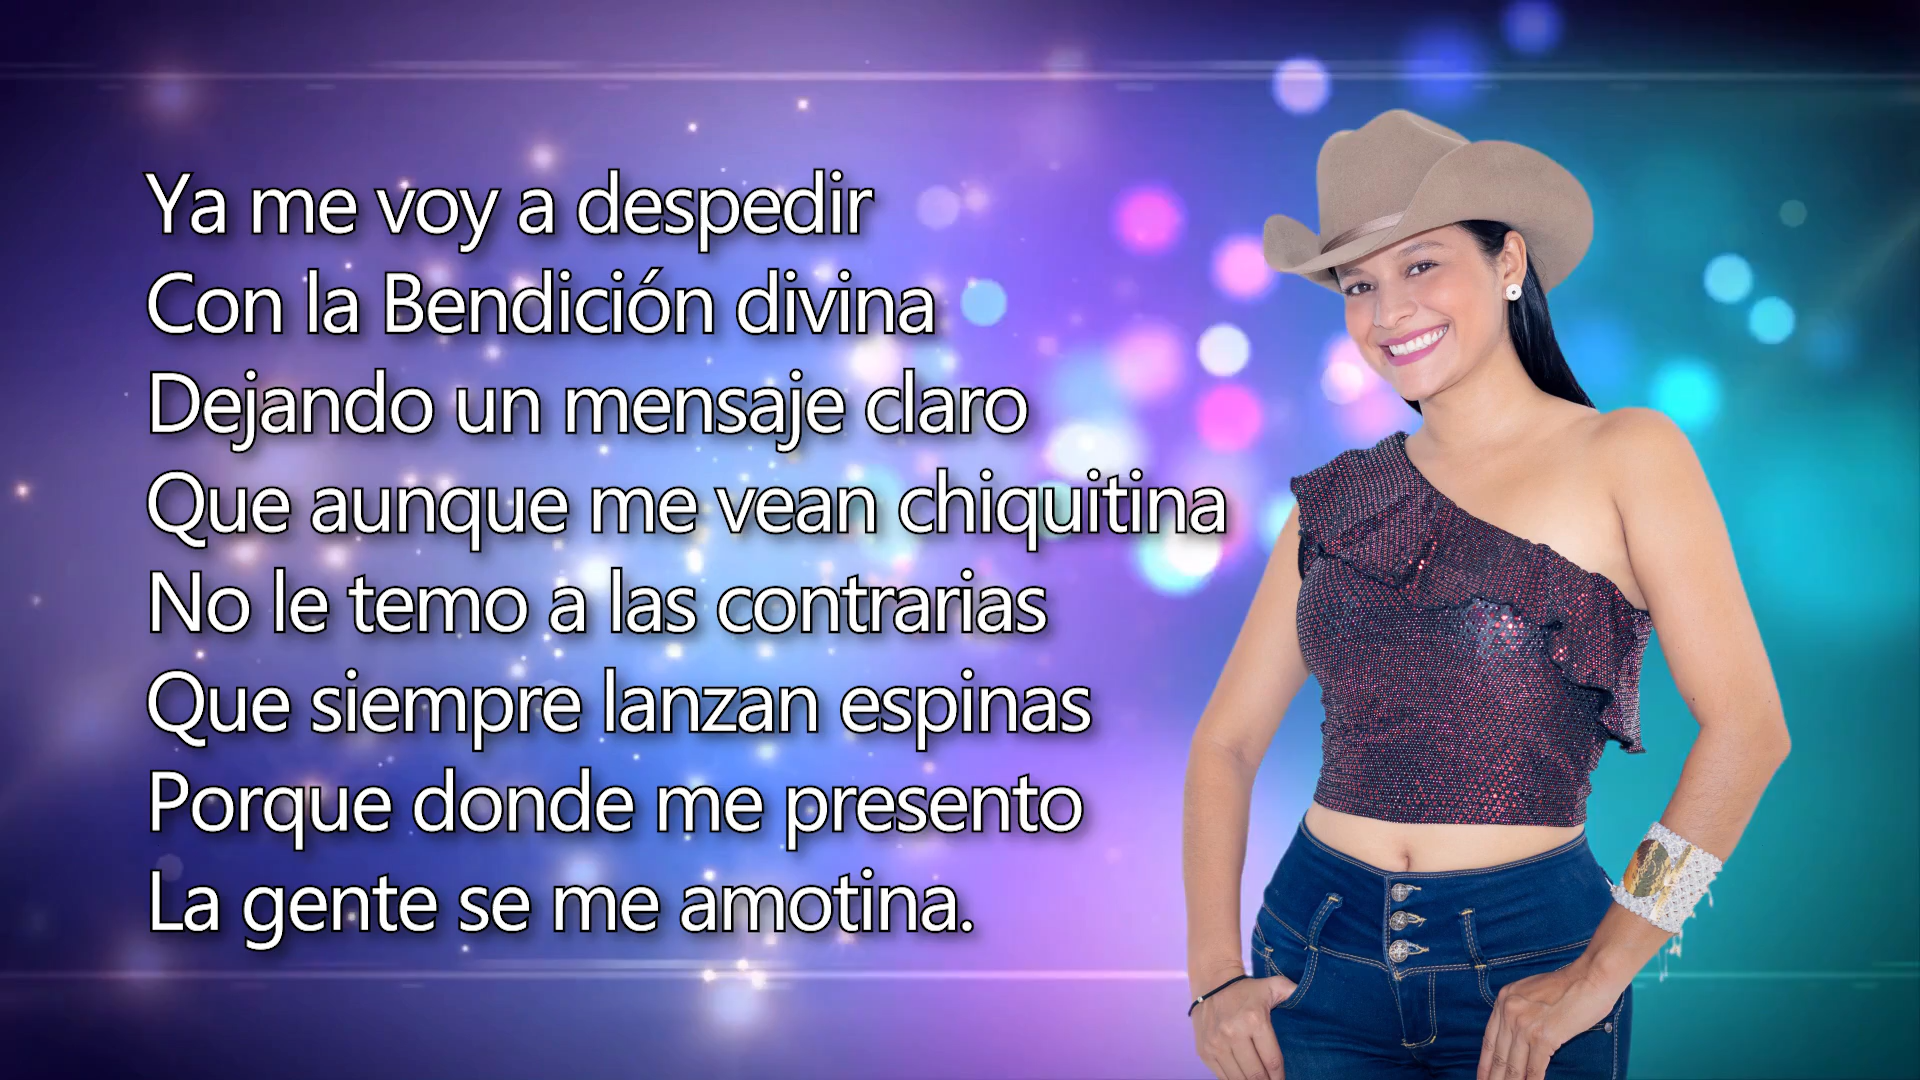 Ya me voy a despedir
Con la Bendición divina
Dejando un mensaje claro
Que aunque me vean chiquitina
No le temo a las contrarias
Que siempre lanzan espinas
Porque donde me presento
La gente se me amotina.